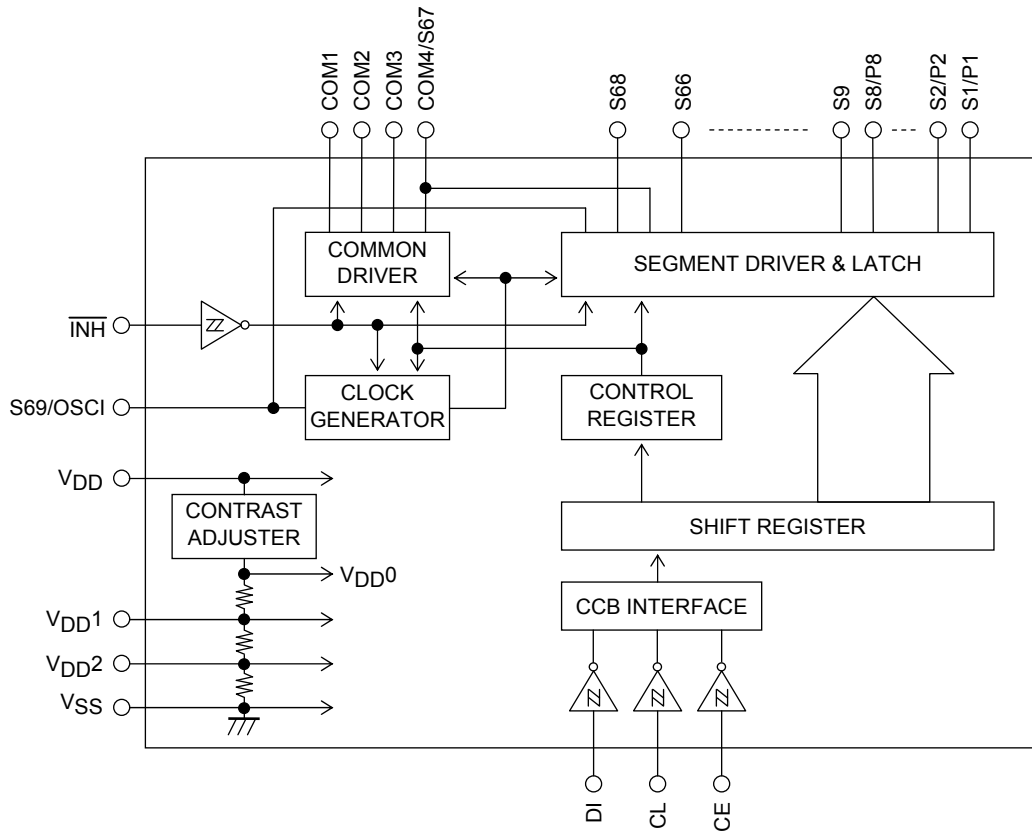 COM1
COM2
COM3
COM4/S67
S68
S66
S9
S8/P8
S2/P2
S1/P1
COMMON
DRIVER
SEGMENT DRIVER & LATCH
INH
S69/OSCI
CLOCK
GENERATOR
CONTROL
REGISTER
VDD
CONTRAST
ADJUSTER
SHIFT REGISTER
VDD0
CCB INTERFACE
VDD1
VDD2
VSS
DI
CL
CE